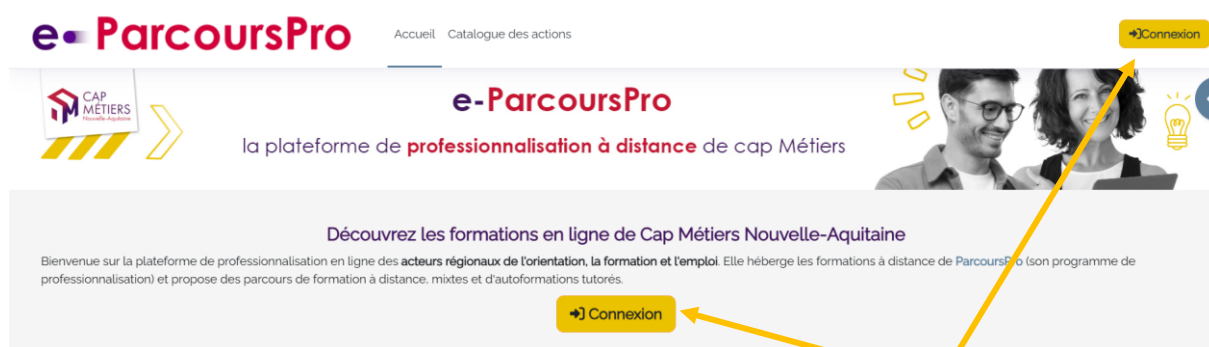 e-ParcoursPro
Accueil Catalogue des actions
Connexion
CAP
MÉTIERS
Nouvelle-Aquitaine
e-ParcoursPro
la plateforme de professionnalisation à distance de cap Métiers
Découvrez les formations en ligne de Cap Métiers Nouvelle-Aquitaine
Bienvenue sur la plateforme de professionnalisation en ligne des acteurs régionaux de l'orientation, la formation et l'emploi. Elle héberge les formations à distance de ParcoursPro (son programme de
professionnalisation) et propose des parcours de formation à distance, mixtes et d'autoformations tutorés.
Connexion